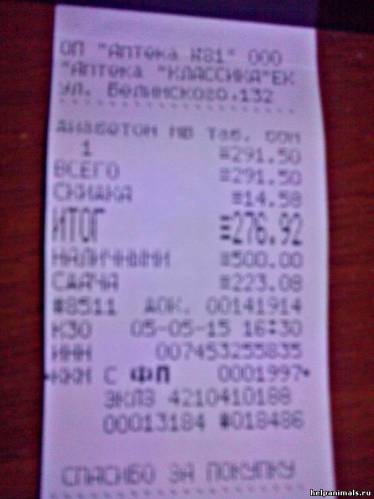 ОП "Аптека №81" ООО
"Аптека "КЛАССИКА"ЕК
УЛ. Белинского,132
ДИАБЕТОН МВ таб. 60м
1 =291.50
ВСЕГО =291.50
СКИДКА =14.58
ИТОГ =276.92
НАЛИЧНЫМИ =500.00
СДАЧА =223.08
#8511 ДОК. 00141914
К30 05-05-15 16:30
ИНН 007453255835
ККМ С ФП 0001997*
ЭКЛЗ 4210410188
00013184 #018486
СПАСИБО ЗА ПОКУПКУ
helpanimals.ru